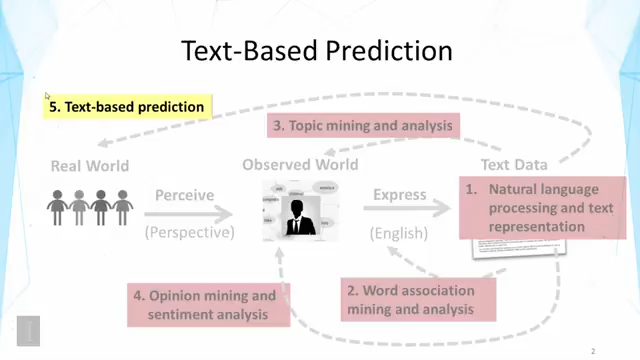 Text-Based Prediction
5. Text-based prediction
3. Topic mining and analysis
Real World
Observed World
Text Data
Perceive
(Perspective)
Express
(English)
1. Natural language
processing and text
representation
4. Opinion mining and
sentiment analysis
2. Word association
mining and analysis
2